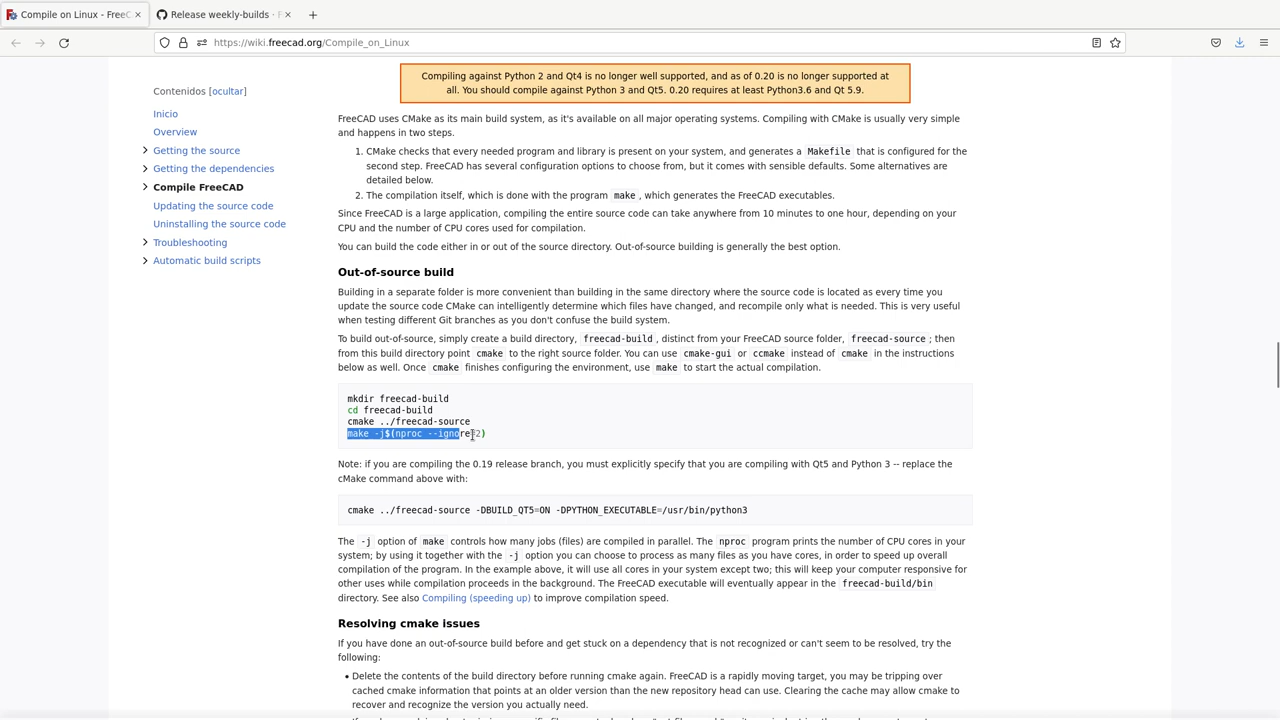 Compile on Linux - FreeC
Release weekly-builds · F
https://wiki.freecad.org/Compile_on_Linux
Contenidos [ocultar]
Inicio
Overview
Getting the source
Getting the dependencies
Compile FreeCAD
Updating the source code
Uninstalling the source code
Troubleshooting
Automatic build scripts
Compiling against Python 2 and Qt4 is no longer well supported, and as of 0.20 is no longer supported at
all. You should compile against Python 3 and Qt5. 0.20 requires at least Python3.6 and Qt 5.9.
FreeCAD uses CMake as its main build system, as it's available on all major operating systems. Compiling with CMake is usually very simple
and happens in two steps.
1. CMake checks that every needed program and library is present on your system, and generates a Makefile that is configured for the
second step. FreeCAD has several configuration options to choose from, but it comes with sensible defaults. Some alternatives are
detailed below.
2. The compilation itself, which is done with the program make, which generates the FreeCAD executables.
Since FreeCAD is a large application, compiling the entire source code can take anywhere from 10 minutes to one hour, depending on your
CPU and the number of CPU cores used for compilation.
You can build the code either in or out of the source directory. Out-of-source building is generally the best option.
Out-of-source build
Building in a separate folder is more convenient than building in the same directory where the source code is located as every time you
update the source code CMake can intelligently determine which files have changed, and recompile only what is needed. This is very useful
when testing different Git branches as you don't confuse the build system.
To build out-of-source, simply create a build directory, freecad-build, distinct from your FreeCAD source folder, freecad-source; then
from this build directory point cmake to the right source folder. You can use cmake-gui or ccmake instead of cmake in the instructions
below as well. Once cmake finishes configuring the environment, use make to start the actual compilation.
mkdir freecad-build
cd freecad-build
cmake ../freecad-source
make -j$(nproc --ignore=2)
Note: if you are compiling the 0.19 release branch, you must explicitly specify that you are compiling with Qt5 and Python 3 -- replace the
cMake command above with:
cmake ../freecad-source -DBUILD_QT5=ON -DPYTHON_EXECUTABLE=/usr/bin/python3
The -j option of make controls how many jobs (files) are compiled in parallel. The nproc program prints the number of CPU cores in your
system; by using it together with the -j option you can choose to process as many files as you have cores, in order to speed up overall
compilation of the program. In the example above, it will use all cores in your system except two; this will keep your computer responsive for
other uses while compilation proceeds in the background. The FreeCAD executable will eventually appear in the freecad-build/bin
directory. See also Compiling (speeding up) to improve compilation speed.
Resolving cmake issues
If you have done an out-of-source build before and get stuck on a dependency that is not recognized or can't seem to be resolved, try the
following:
• Delete the contents of the build directory before running cmake again. FreeCAD is a rapidly moving target, you may be tripping over
cached cmake information that points at an older version than the new repository head can use. Clearing the cache may allow cmake to
recover and recognize the version you actually need.